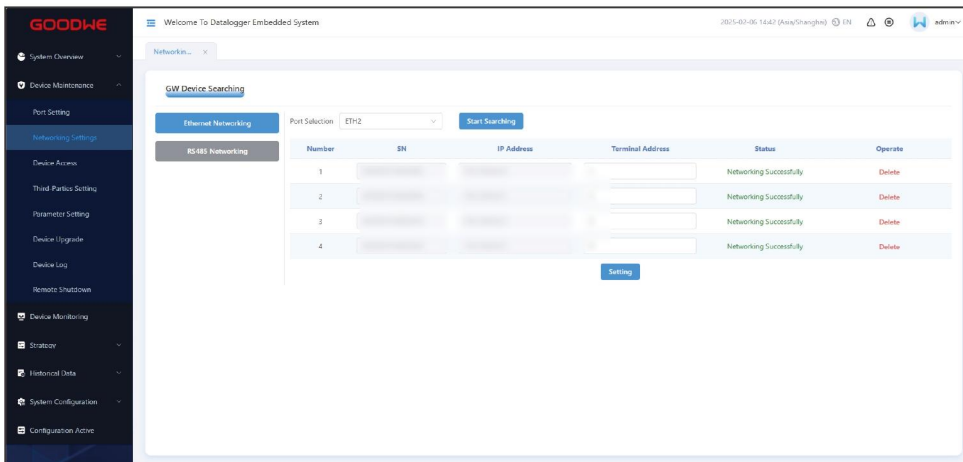 GOODWE
Welcome To Datalogger Embedded System
2025-02-06 14:42 (Asia/Shanghai) EN admin
System Overview
Device Maintenance
Port Setting
Networking Settings
Device Access
Third-Parties Setting
Parameter Setting
Device Upgrade
Device Log
Remote Shutdown
Device Monitoring
Strategy
Historical Data
System Configuration
Configuration Active
Networkin... ×
GW Device Searching
Ethernet Networking
RS485 Networking
Port Selection ETH2 Start Searching
Number SN IP Address Terminal Address Status Operate
1 Networking Successfully Delete
2 Networking Successfully Delete
3 Networking Successfully Delete
4 Networking Successfully Delete
Setting